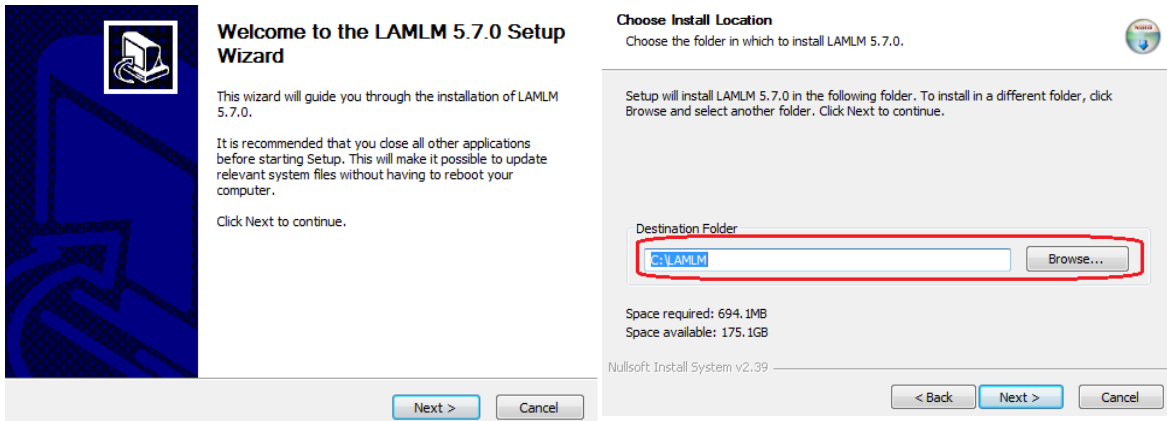 Welcome to the LAMLM 5.7.0 Setup
Wizard
This wizard will guide you through the installation of LAMLM
5.7.0.
It is recommended that you close all other applications
before starting Setup. This will make it possible to update
relevant system files without having to reboot your
computer.
Click Next to continue.
Next >
Cancel
Choose Install Location
Choose the folder in which to install LAMLM 5.7.0.
Setup will install LAMLM 5.7.0 in the following folder. To install in a different folder, click
Browse and select another folder. Click Next to continue.
Destination Folder
C:\LAMLM
Browse...
Space required: 694.1MB
Space available: 175.1GB
Nullsoft Install System v2.39
< Back
Next >
Cancel